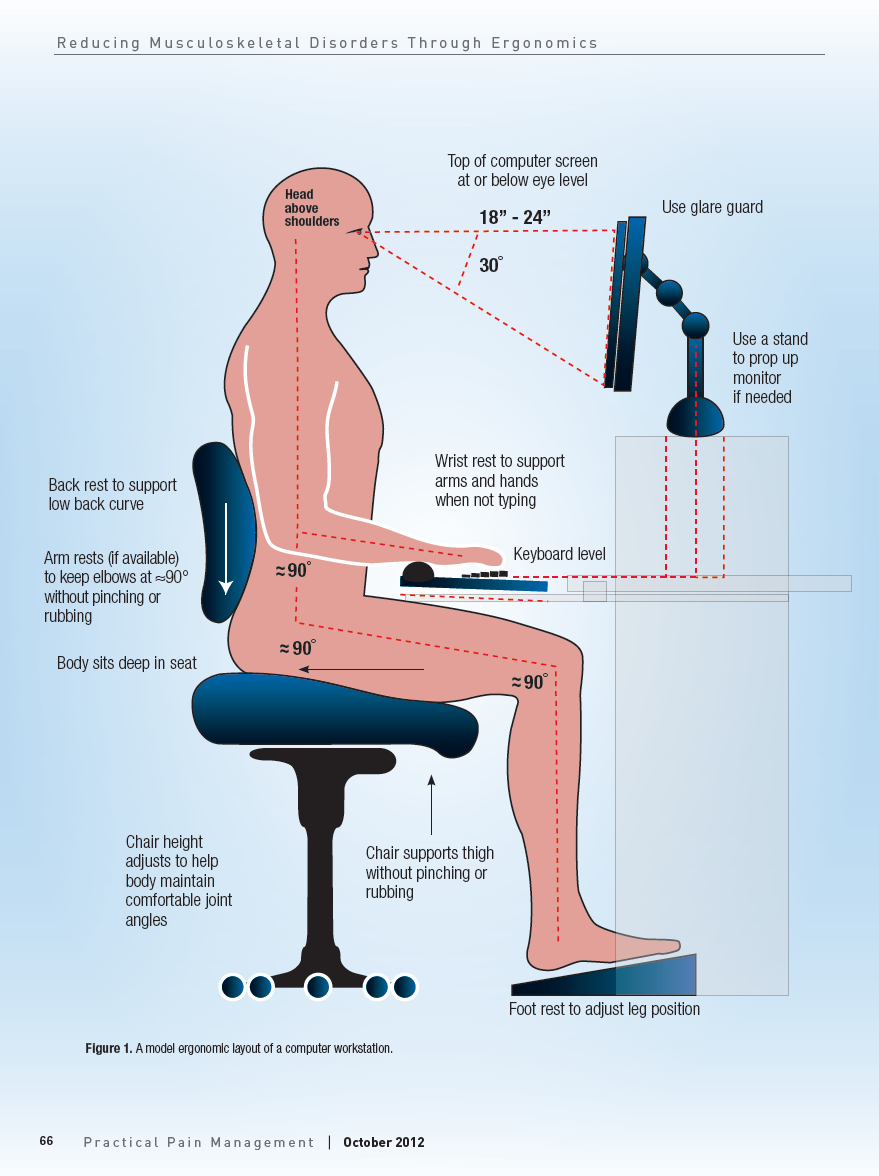 Reducing Musculoskeletal Disorders Through Ergonomics
Top of computer screen
at or below eye level
Head
above
shoulders
18” - 24”
Use glare guard
30°
Use a stand
to prop up
monitor
if needed
Wrist rest to support
arms and hands
when not typing
Back rest to support
low back curve
Keyboard level
Arm rests (if available)
to keep elbows at ≈90°
without pinching or
rubbing
≈90°
≈90°
Body sits deep in seat
≈90°
Chair height
adjusts to help
body maintain
comfortable joint
angles
Chair supports thigh
without pinching or
rubbing
Foot rest to adjust leg position
Figure 1. A model ergonomic layout of a computer workstation.
66 Practical Pain Management | October 2012